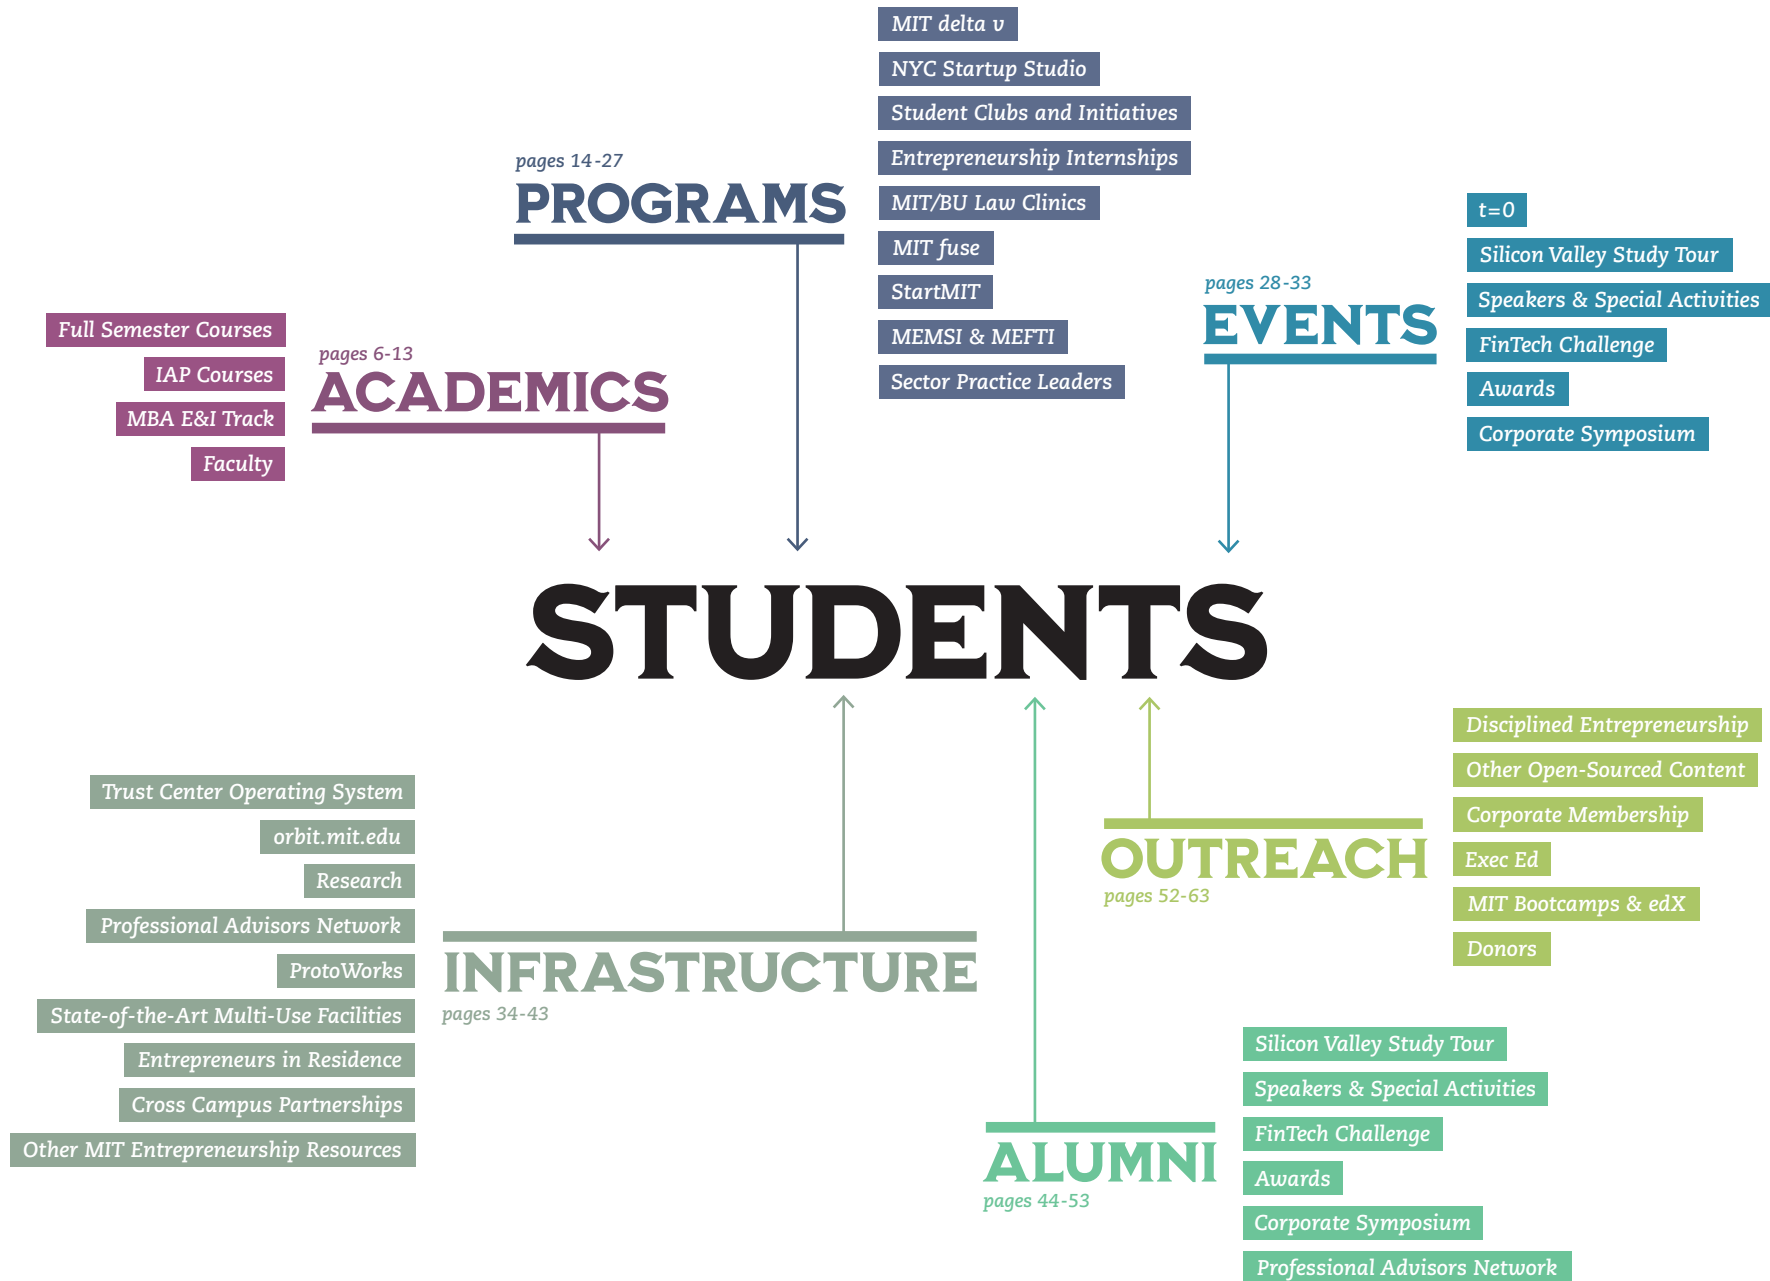 MIT delta v
NYC Startup Studio
Student Clubs and Initiatives
Entrepreneurship Internships
MIT/BU Law Clinics
MIT fuse
StartMIT
MEMSI & MEFTI
Sector Practice Leaders
pages 14-27
PROGRAMS
t=0
Silicon Valley Study Tour
Speakers & Special Activities
FinTech Challenge
Awards
Corporate Symposium
pages 28-33
EVENTS
Full Semester Courses
IAP Courses
MBA E&I Track
Faculty
pages 6-13
ACADEMICS
STUDENTS
Trust Center Operating System
orbit.mit.edu
Research
Professional Advisors Network
ProtoWorks
State-of-the-Art Multi-Use Facilities
Entrepreneurs in Residence
Cross Campus Partnerships
Other MIT Entrepreneurship Resources
INFRASTRUCTURE
pages 34-43
OUTREACH
pages 52-63
Disciplined Entrepreneurship
Other Open-Sourced Content
Corporate Membership
Exec Ed
MIT Bootcamps & edX
Donors
ALUMNI
pages 44-53
Silicon Valley Study Tour
Speakers & Special Activities
FinTech Challenge
Awards
Corporate Symposium
Professional Advisors Network